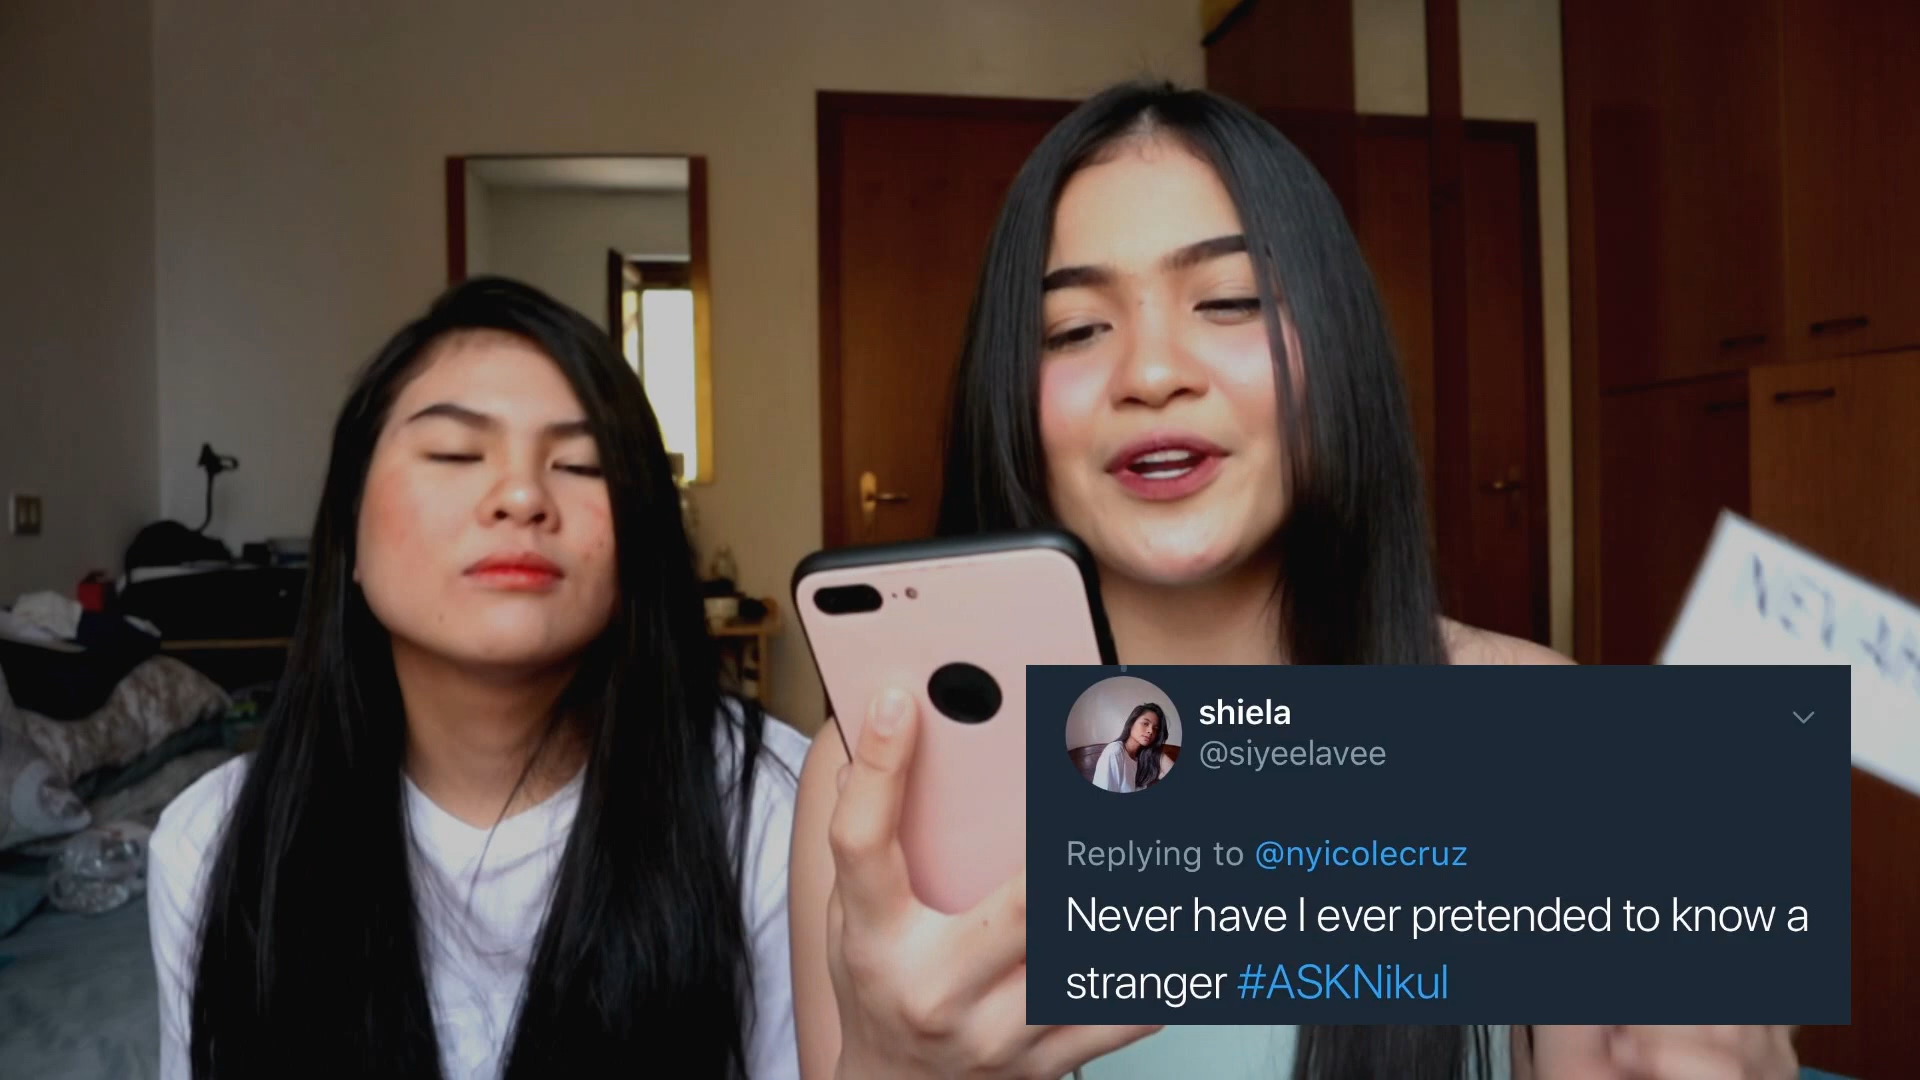 shiela
@siyeelavee
Replying to @nyicolecruz
Never have I ever pretended to know a
stranger #ASKNikul